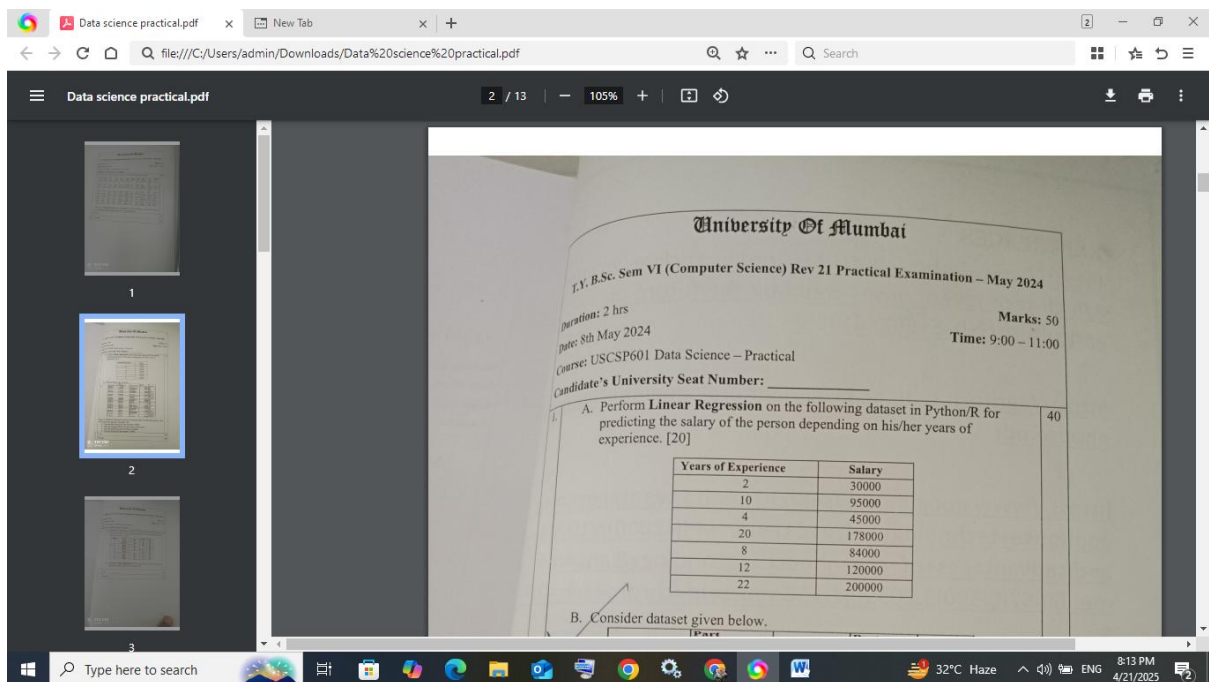 Data science practical.pdf
New Tab
2
file:///C:/Users/admin/Downloads/Data%20science%20practical.pdf
Search
Data science practical.pdf
2 / 13
105%
1
2
3
University Of Mumbai
T.Y. B.Sc. Sem VI (Computer Science) Rev 21 Practical Examination – May 2024
Duration: 2 hrs
Marks: 50
Date: 8th May 2024
Time: 9:00 – 11:00
Course: USCSP601 Data Science – Practical
Candidate's University Seat Number:
1. A. Perform Linear Regression on the following dataset in Python/R for 40
predicting the salary of the person depending on his/her years of
experience. [20]
Years of Experience Salary
2 30000
10 95000
4 45000
20 178000
8 84000
12 120000
22 200000
B. Consider dataset given below.
Part
Type here to search
32°C Haze
ENG
8:13 PM
4/21/2025
2